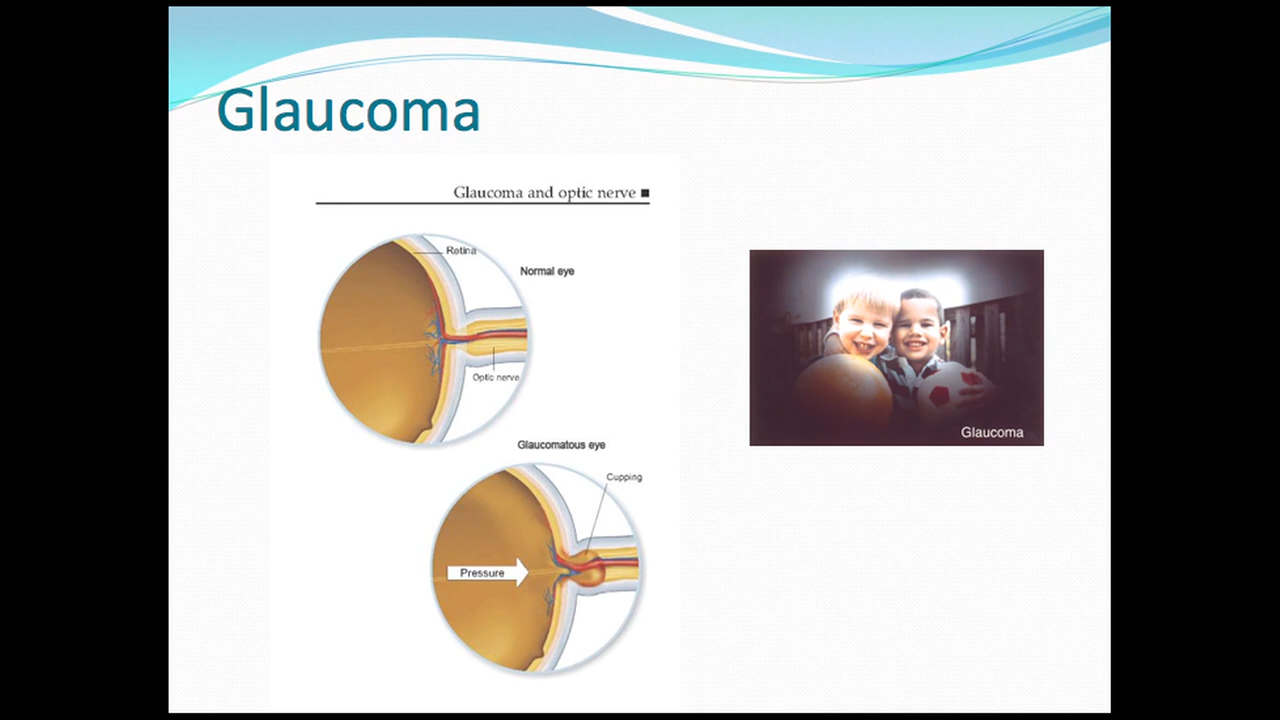 Glaucoma
Glaucoma and optic nerve
Retina
Normal eye
Optic nerve
Glaucomatous eye
Cupping
Pressure
Glaucoma